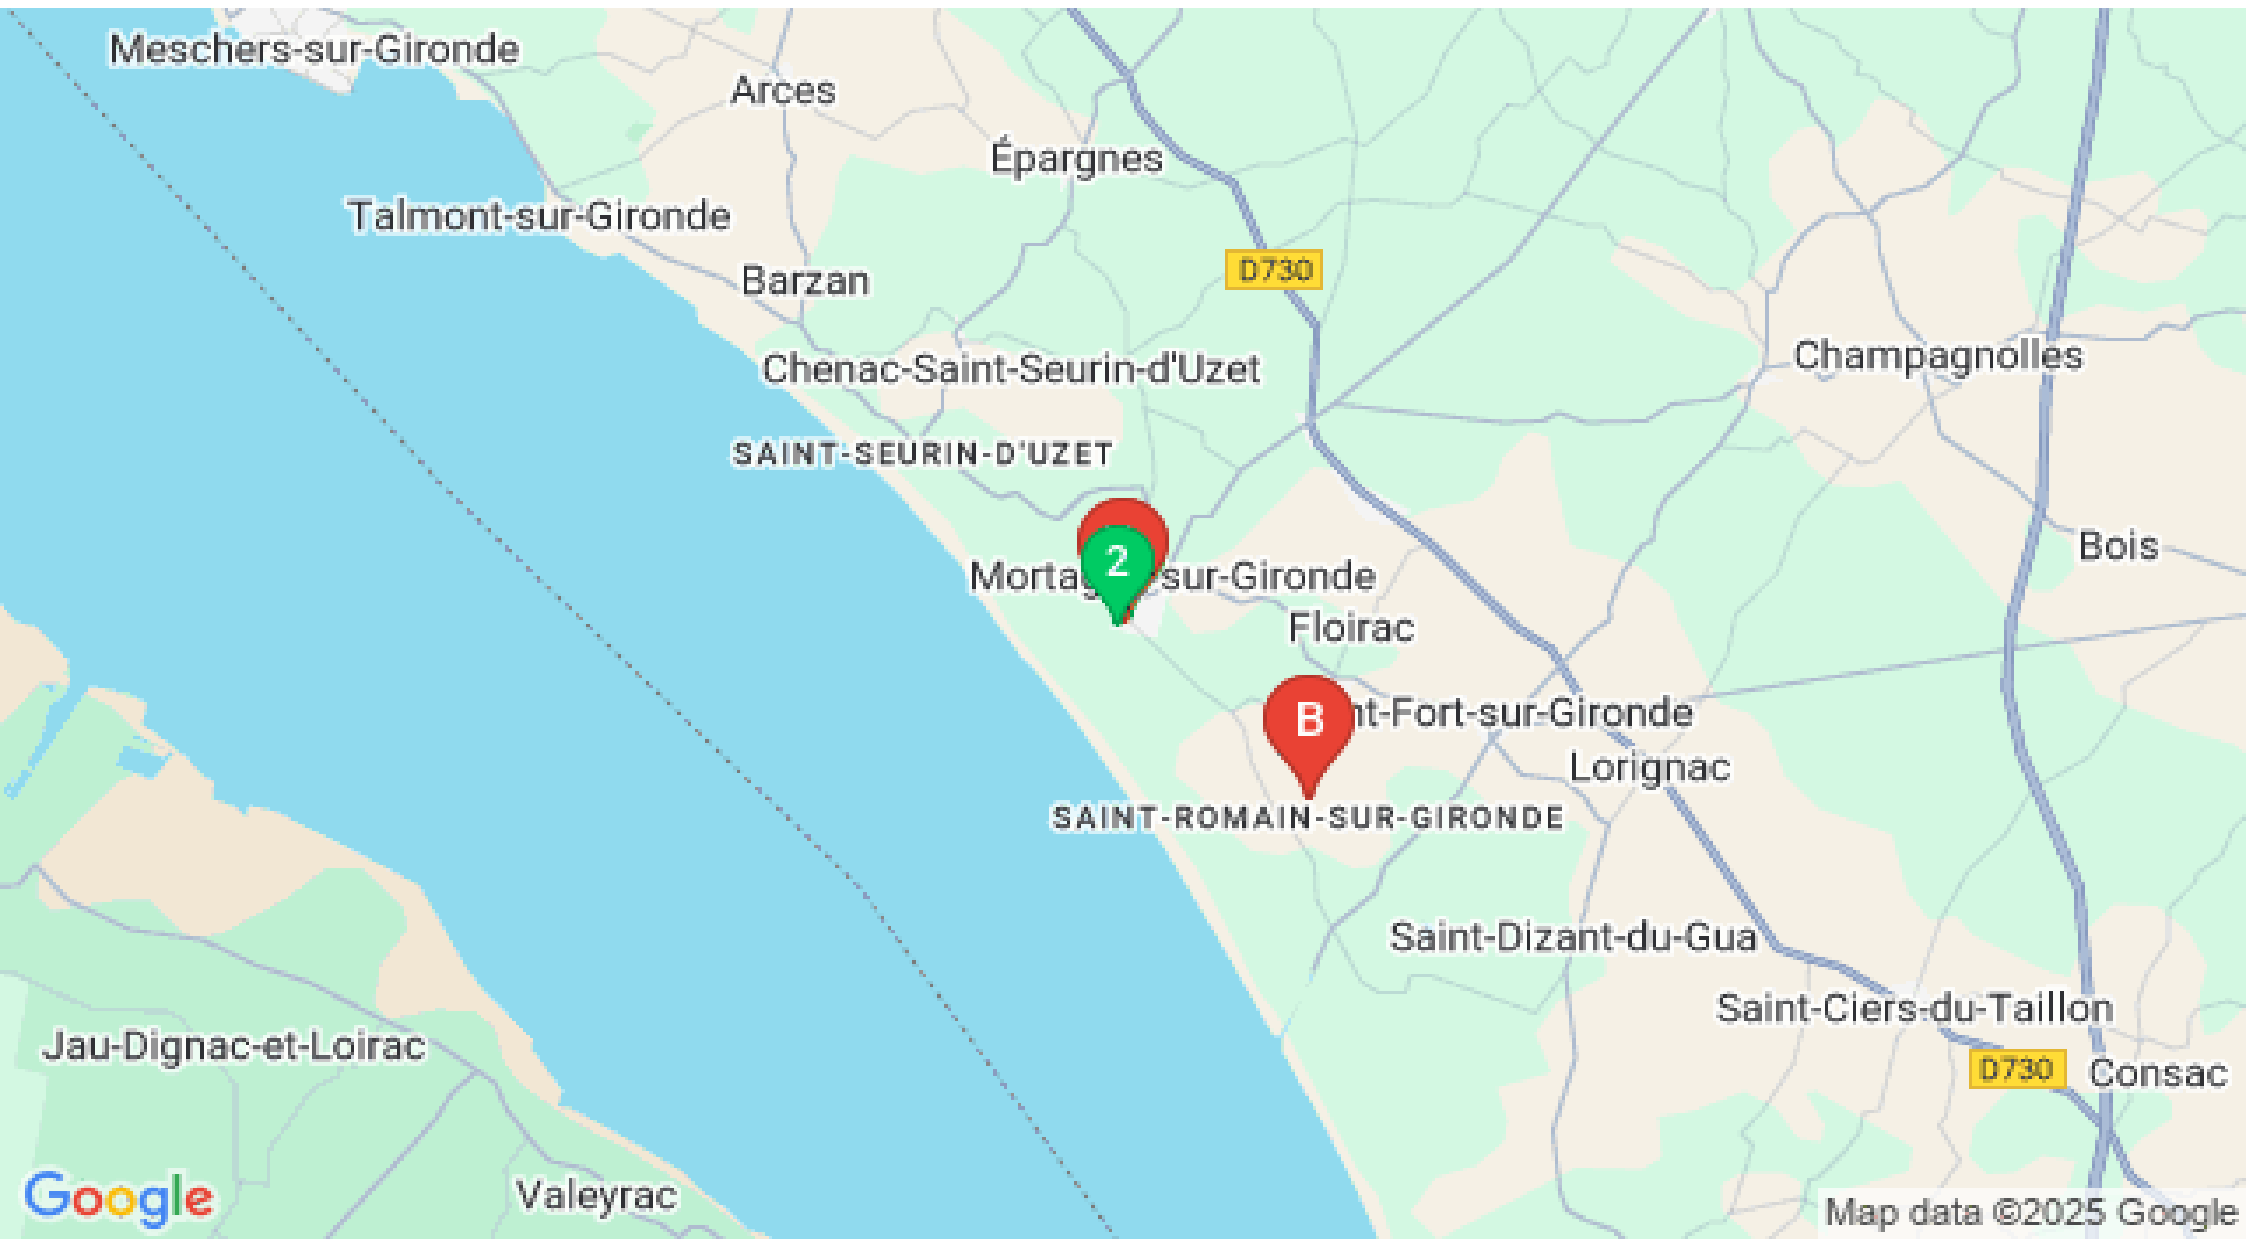 Meschers-sur-Gironde
Arces
Épargnes
Talmont-sur-Gironde
D730
Barzan
Champagnolles
Chenac-Saint-Seurin-d'Uzet
SAINT-SEURIN-D'UZET
Bois
2
sur-Gironde
Floirac
B
nt-Fort-sur-Gironde
Lorignac
SAINT-ROMAIN-SUR-GIRONDE
Saint-Dizant-du-Gua
Saint-Ciers-du-Taillon
Jau-Dignac-et-Loirac
D730
Consac
Valeyrac
Google
Map data ©2025 Google